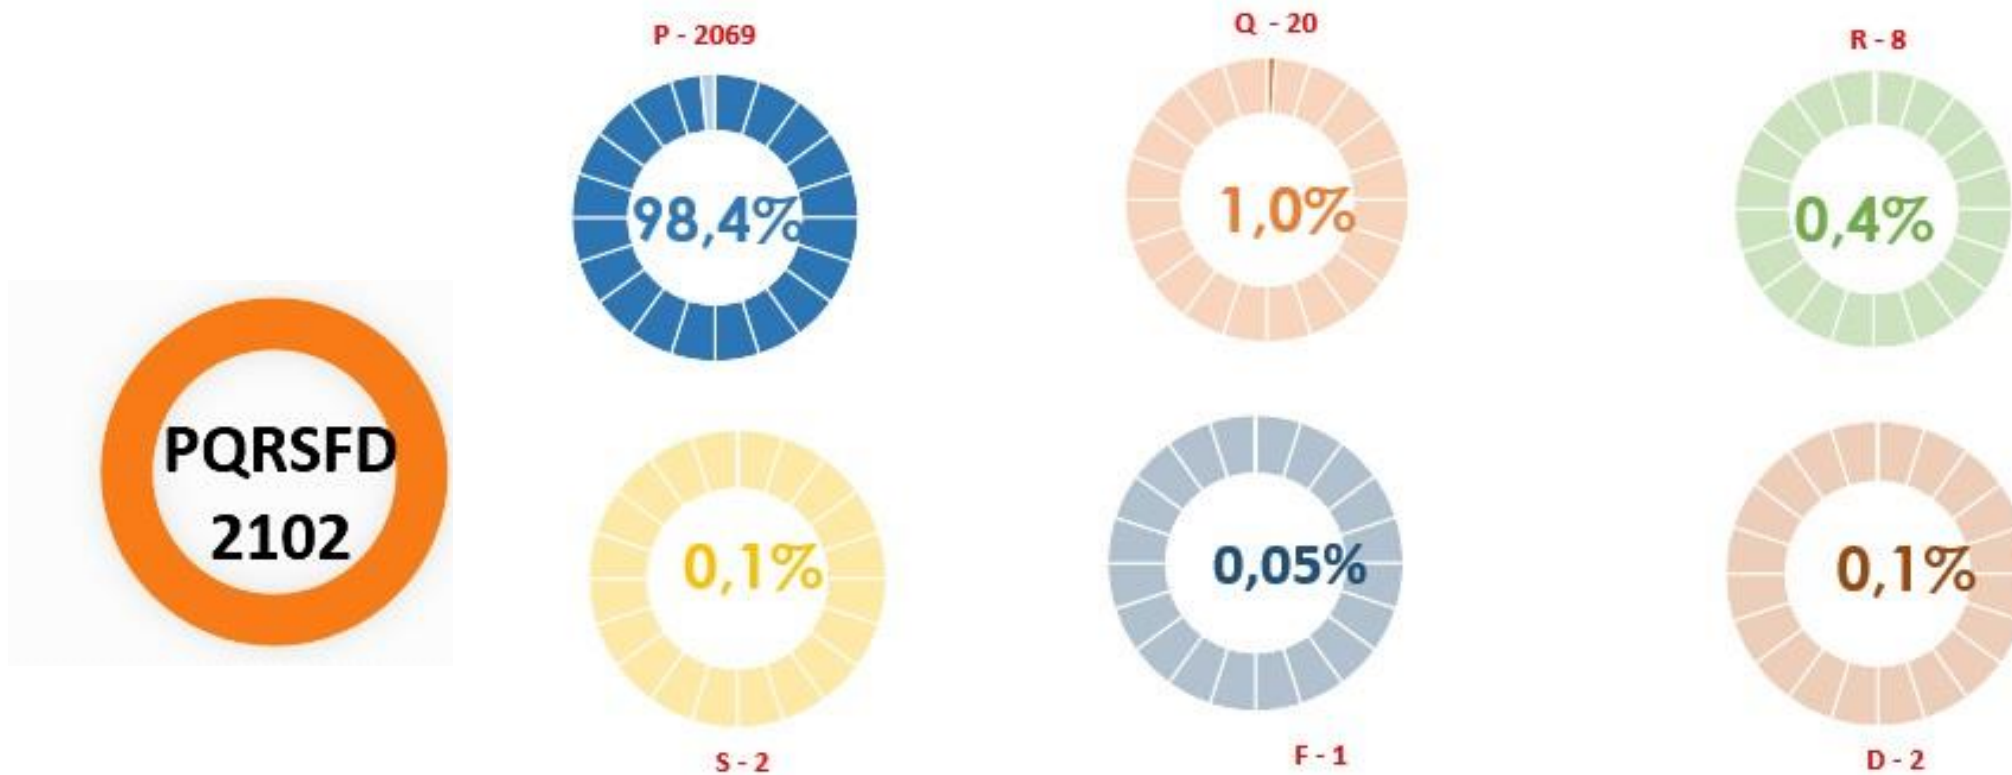 P - 2069
98,4%
Q - 20
1,0%
R - 8
0,4%
PQRSFD
2102
0,1%
S - 2
0,05%
F - 1
0,1%
D - 2